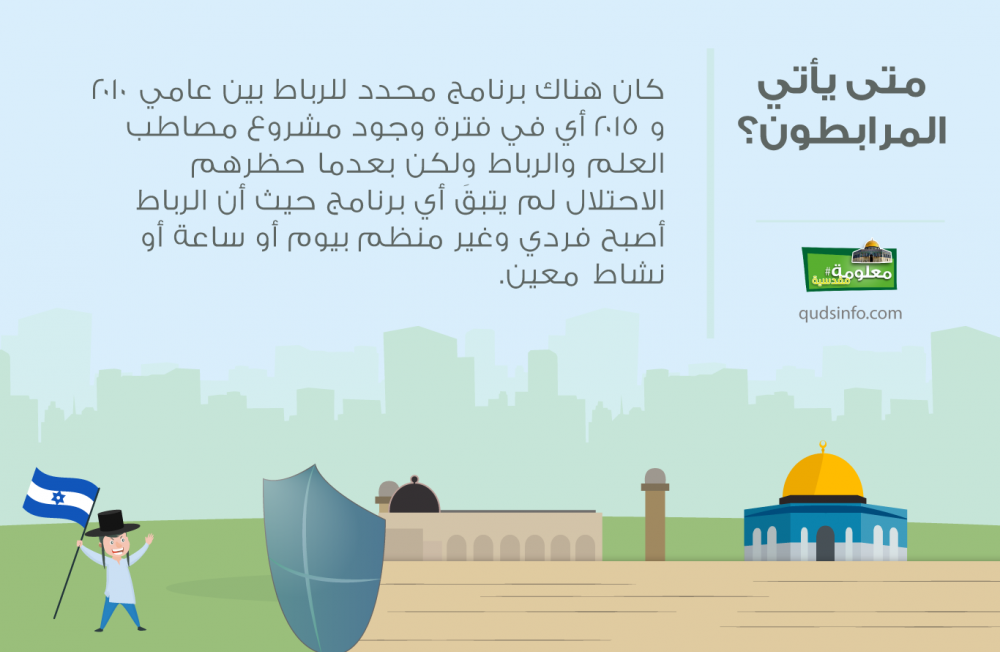 متى يأتي
المرابطون؟
كان هناك برنامج محدد للرباط بين عامي ٢٠١٠
و ٢٠١٥ أي في فترة وجود مشروع مصاطب
العلم والرباط ولكن بعدما حظرهم
الاحتلال لم يتبقَ أي برنامج حيث أن الرباط
أصبح فردي وغير منظم بيوم أو ساعة أو
نشاط معين.
#معلومة
مقدسية
qudsinfo.com